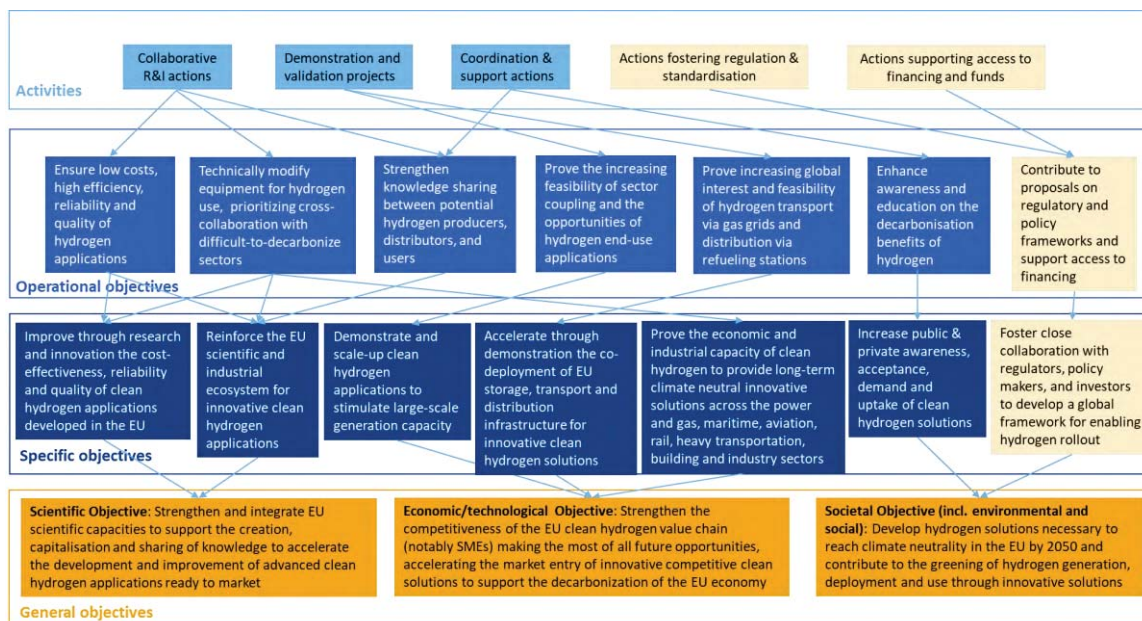 Collaborative
R&I actions
Demonstration and
validation projects
Coordination &
support actions
Actions fostering regulation &
standardisation
Actions supporting access to
financing and funds
Activities
Ensure low costs,
high efficiency,
reliability and
quality of
hydrogen
applications
Technically modify
equipment for hydrogen
use, prioritizing cross-
collaboration with
difficult-to-decarbonize
sectors
Strengthen
knowledge sharing
between potential
hydrogen producers,
distributors, and
users
Prove the increasing
feasibility of sector
coupling and the
opportunities of
hydrogen end-use
applications
Prove increasing global
interest and feasibility
of hydrogen transport
via gas grids and
distribution via
refueling stations
Enhance
awareness and
education on the
decarbonisation
benefits of
hydrogen
Contribute to
proposals on
regulatory and
policy
frameworks and
support access to
financing
Operational objectives
Improve through research
and innovation the cost-
effectiveness, reliability
and quality of clean
hydrogen applications
developed in the EU
Reinforce the EU
scientific and
industrial
ecosystem for
innovative clean
hydrogen
applications
Demonstrate and
scale-up clean
hydrogen
applications to
stimulate large-scale
generation capacity
Accelerate through
demonstration the co-
deployment of EU
storage, transport and
distribution
infrastructure for
innovative clean
hydrogen solutions
Prove the economic and
industrial capacity of clean
hydrogen to provide long-term
climate neutral innovative
solutions across the power
and gas, maritime, aviation,
rail, heavy transportation,
building and industry sectors
Increase public &
private awareness,
acceptance,
demand and
uptake of clean
hydrogen solutions
Foster close
collaboration with
regulators, policy
makers, and investors
to develop a global
framework for enabling
hydrogen rollout
Specific objectives
Scientific Objective: Strengthen and integrate EU
scientific capacities to support the creation,
capitalisation and sharing of knowledge to accelerate
the development and improvement of advanced clean
hydrogen applications ready to market
Economic/technological Objective: Strengthen the
competitiveness of the EU clean hydrogen value chain
(notably SMEs) making the most of all future opportunities,
accelerating the market entry of innovative competitive clean
solutions to support the decarbonization of the EU economy
Societal Objective (incl. environmental and
social): Develop hydrogen solutions necessary to
reach climate neutrality in the EU by 2050 and
contribute to the greening of hydrogen generation,
deployment and use through innovative solutions
General objectives